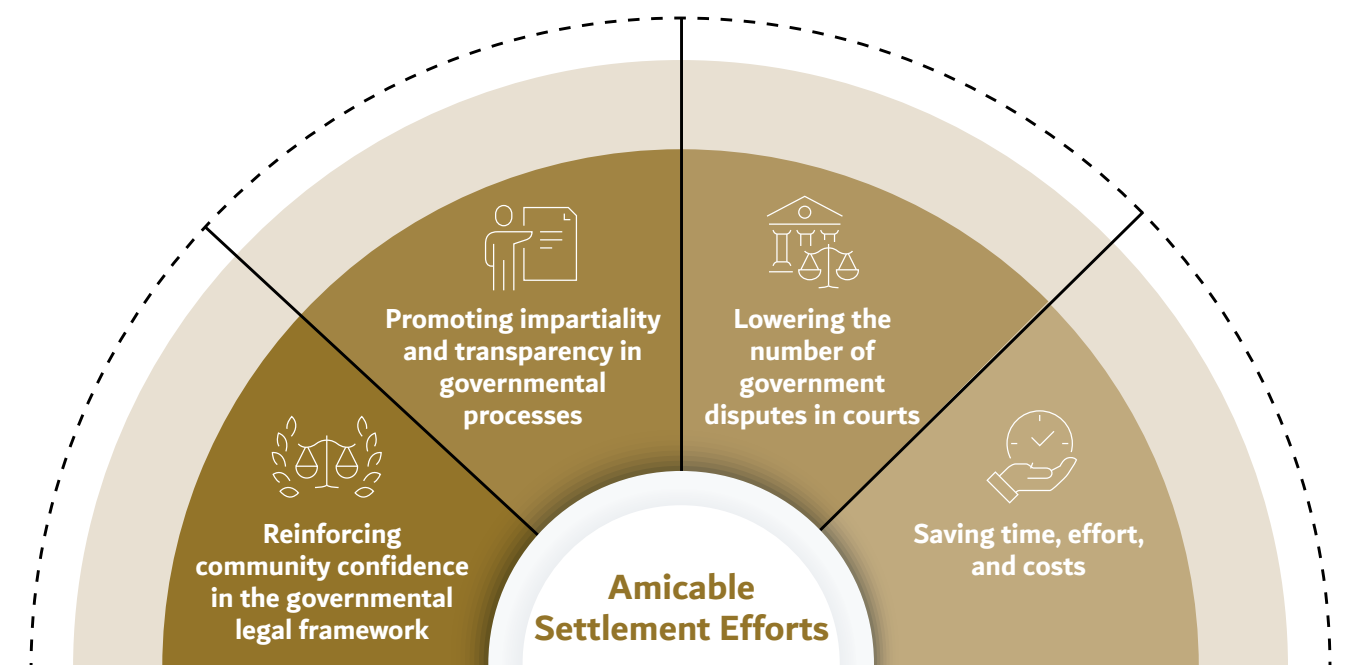 Promoting impartiality
and transparency in
governmental
processes
Lowering the
number of
government
disputes in courts
Reinforcing
community confidence
in the governmental
legal framework
Saving time, effort,
and costs
Amicable
Settlement Efforts